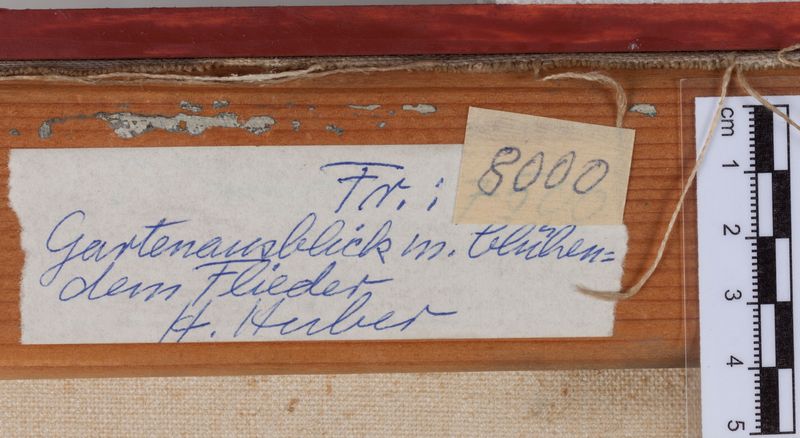 Fr.: 8000
Gartenausblick m. blühen=
dem Flieder
H. Huber
cm
1
2
3
4
5